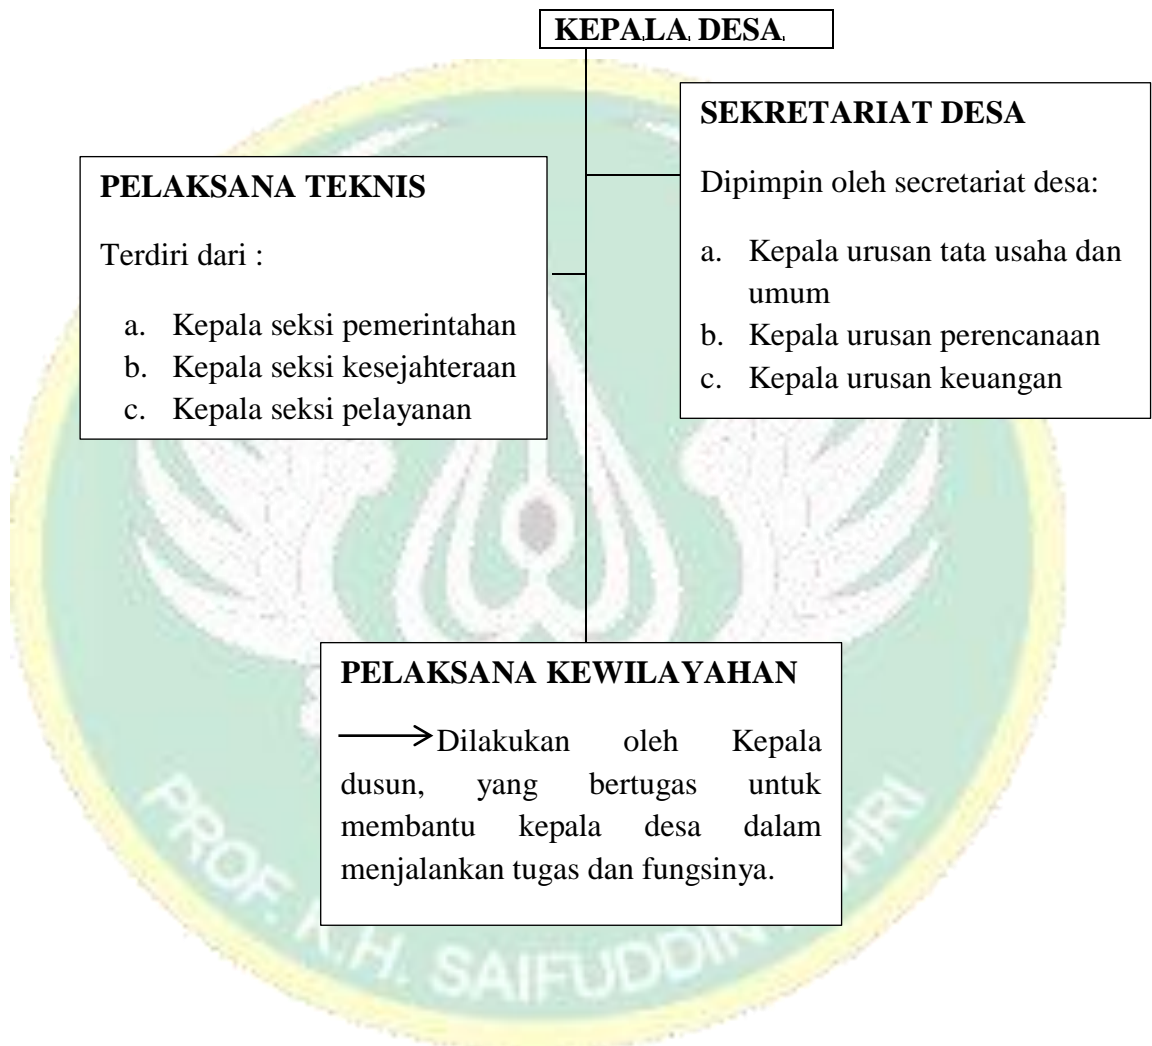 KEPALA DESA
SEKRETARIAT DESA
Dipimpin oleh secretariat desa:
a. Kepala urusan tata usaha dan
umum
b. Kepala urusan perencanaan
c. Kepala urusan keuangan
PELAKSANA TEKNIS
Terdiri dari :
a. Kepala seksi pemerintahan
b. Kepala seksi kesejahteraan
c. Kepala seksi pelayanan
PELAKSANA KEWILAYAHAN
Dilakukan oleh Kepala
dusun, yang bertugas untuk
membantu kepala desa dalam
menjalankan tugas dan fungsinya.
PROF. K.H. SAIFUDDIN